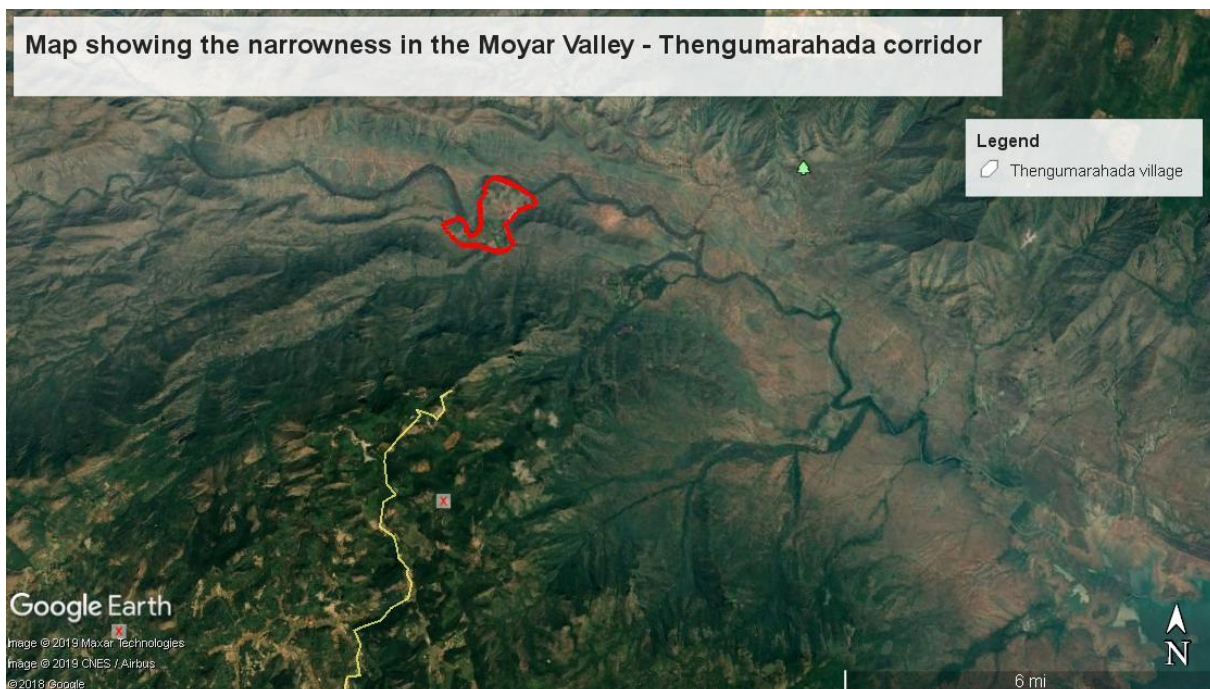 Map showing the narrowness in the Moyar Valley - Thengumarahada corridor
Legend
Thengumarahada village
X
Google Earth
X
Image © 2019 Maxar Technologies
Image © 2019 CNES / Airbus
© 2018 Google
N
6 mi